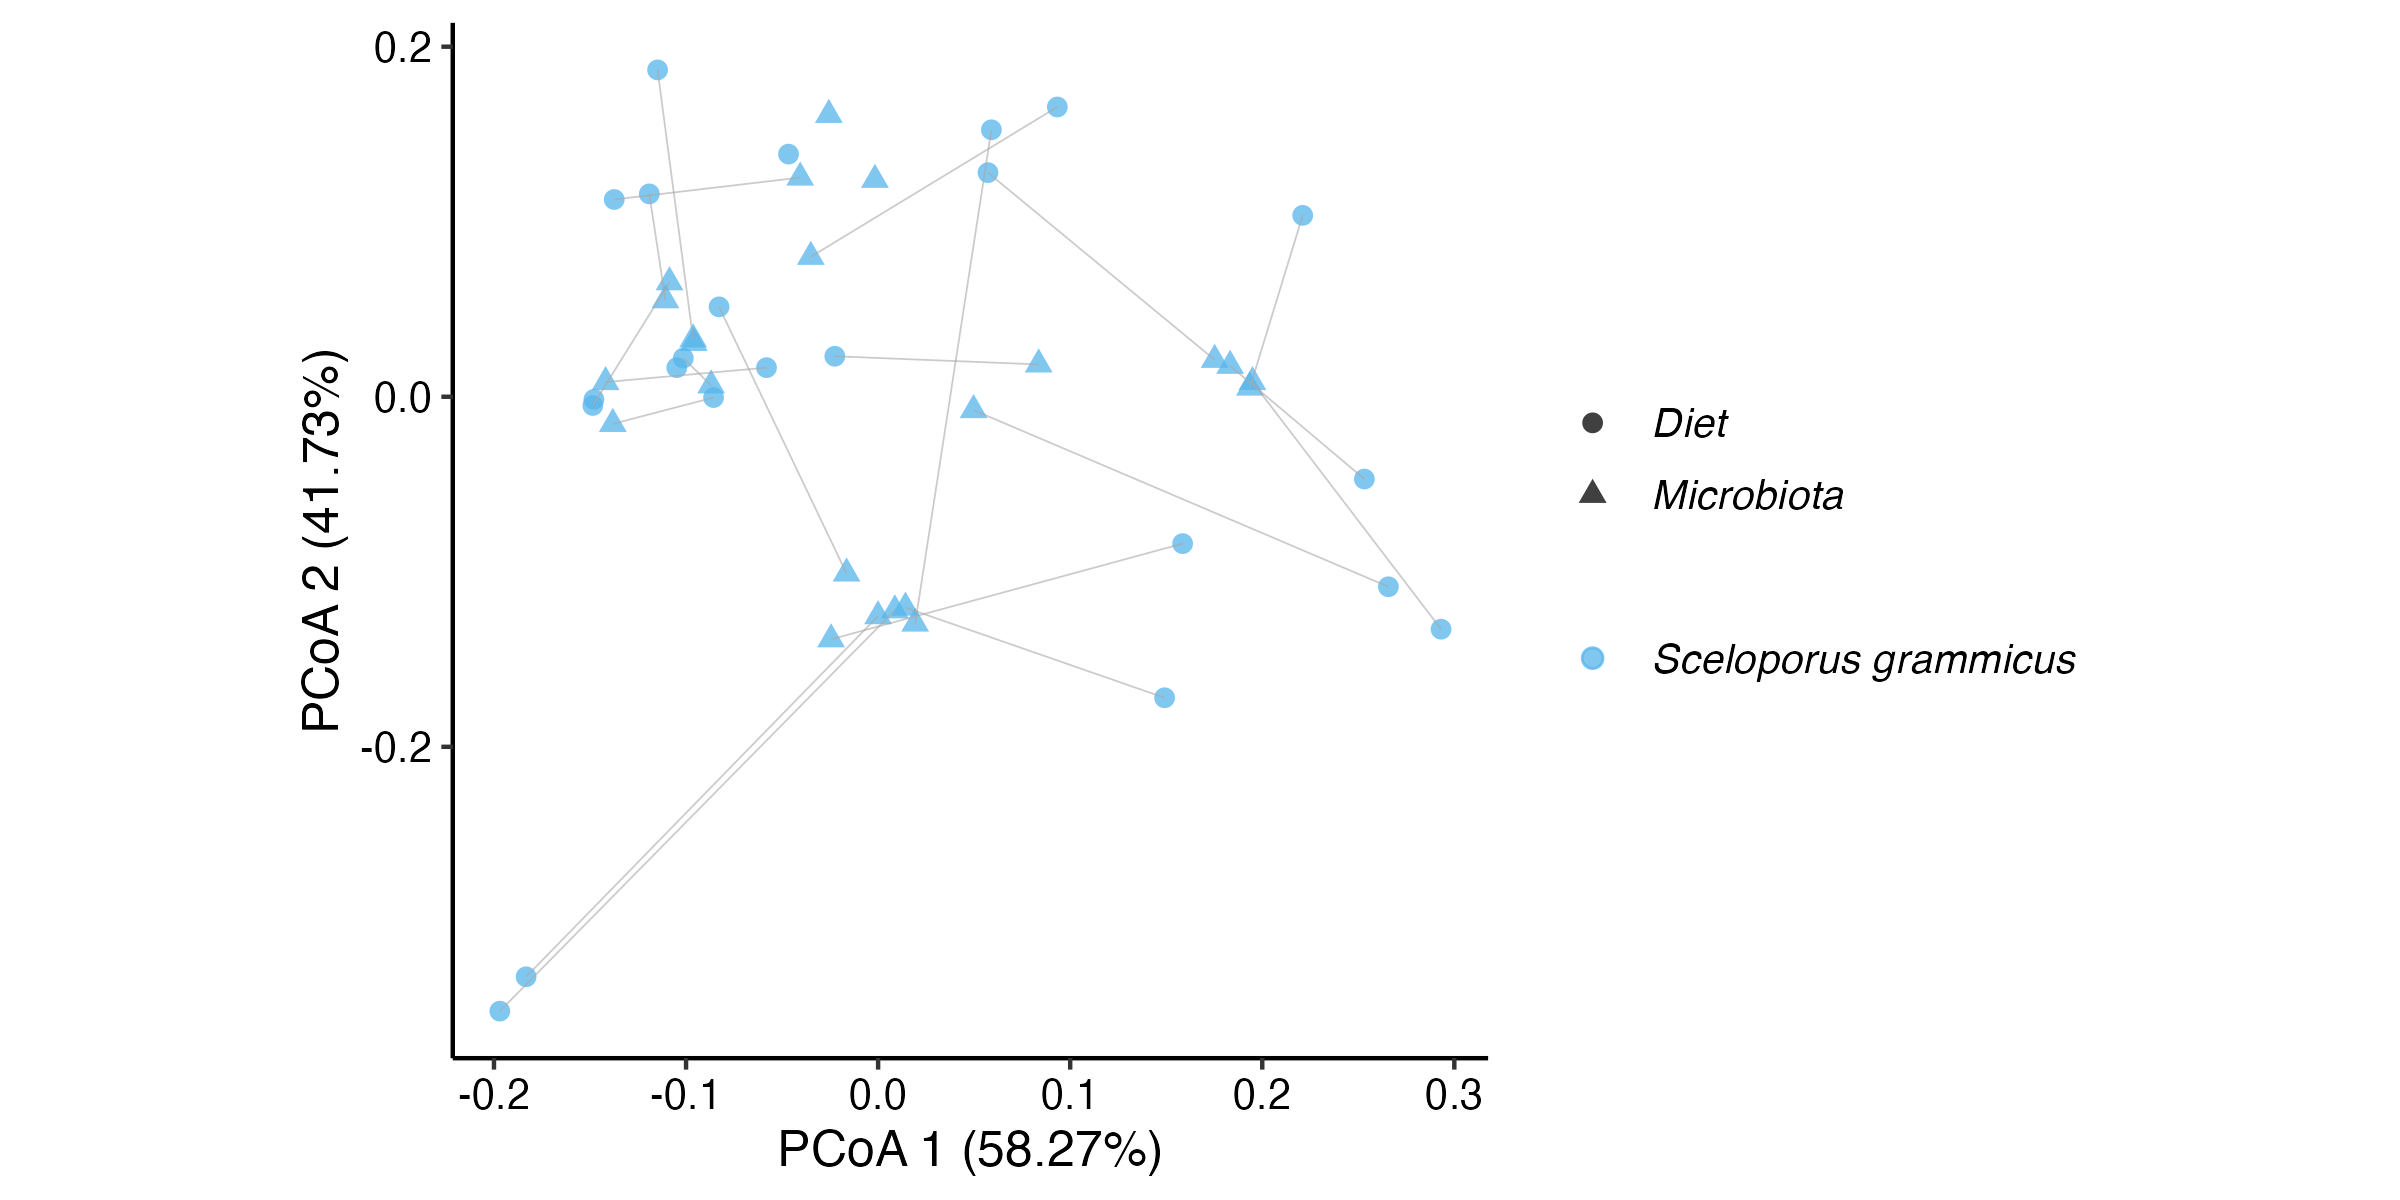 0.2
0.0
-0.2
PCoA 2 (41.73%)
-0.2 -0.1 0.0 0.1 0.2 0.3
PCoA 1 (58.27%)
Diet
Microbiota
Sceloporus grammicus